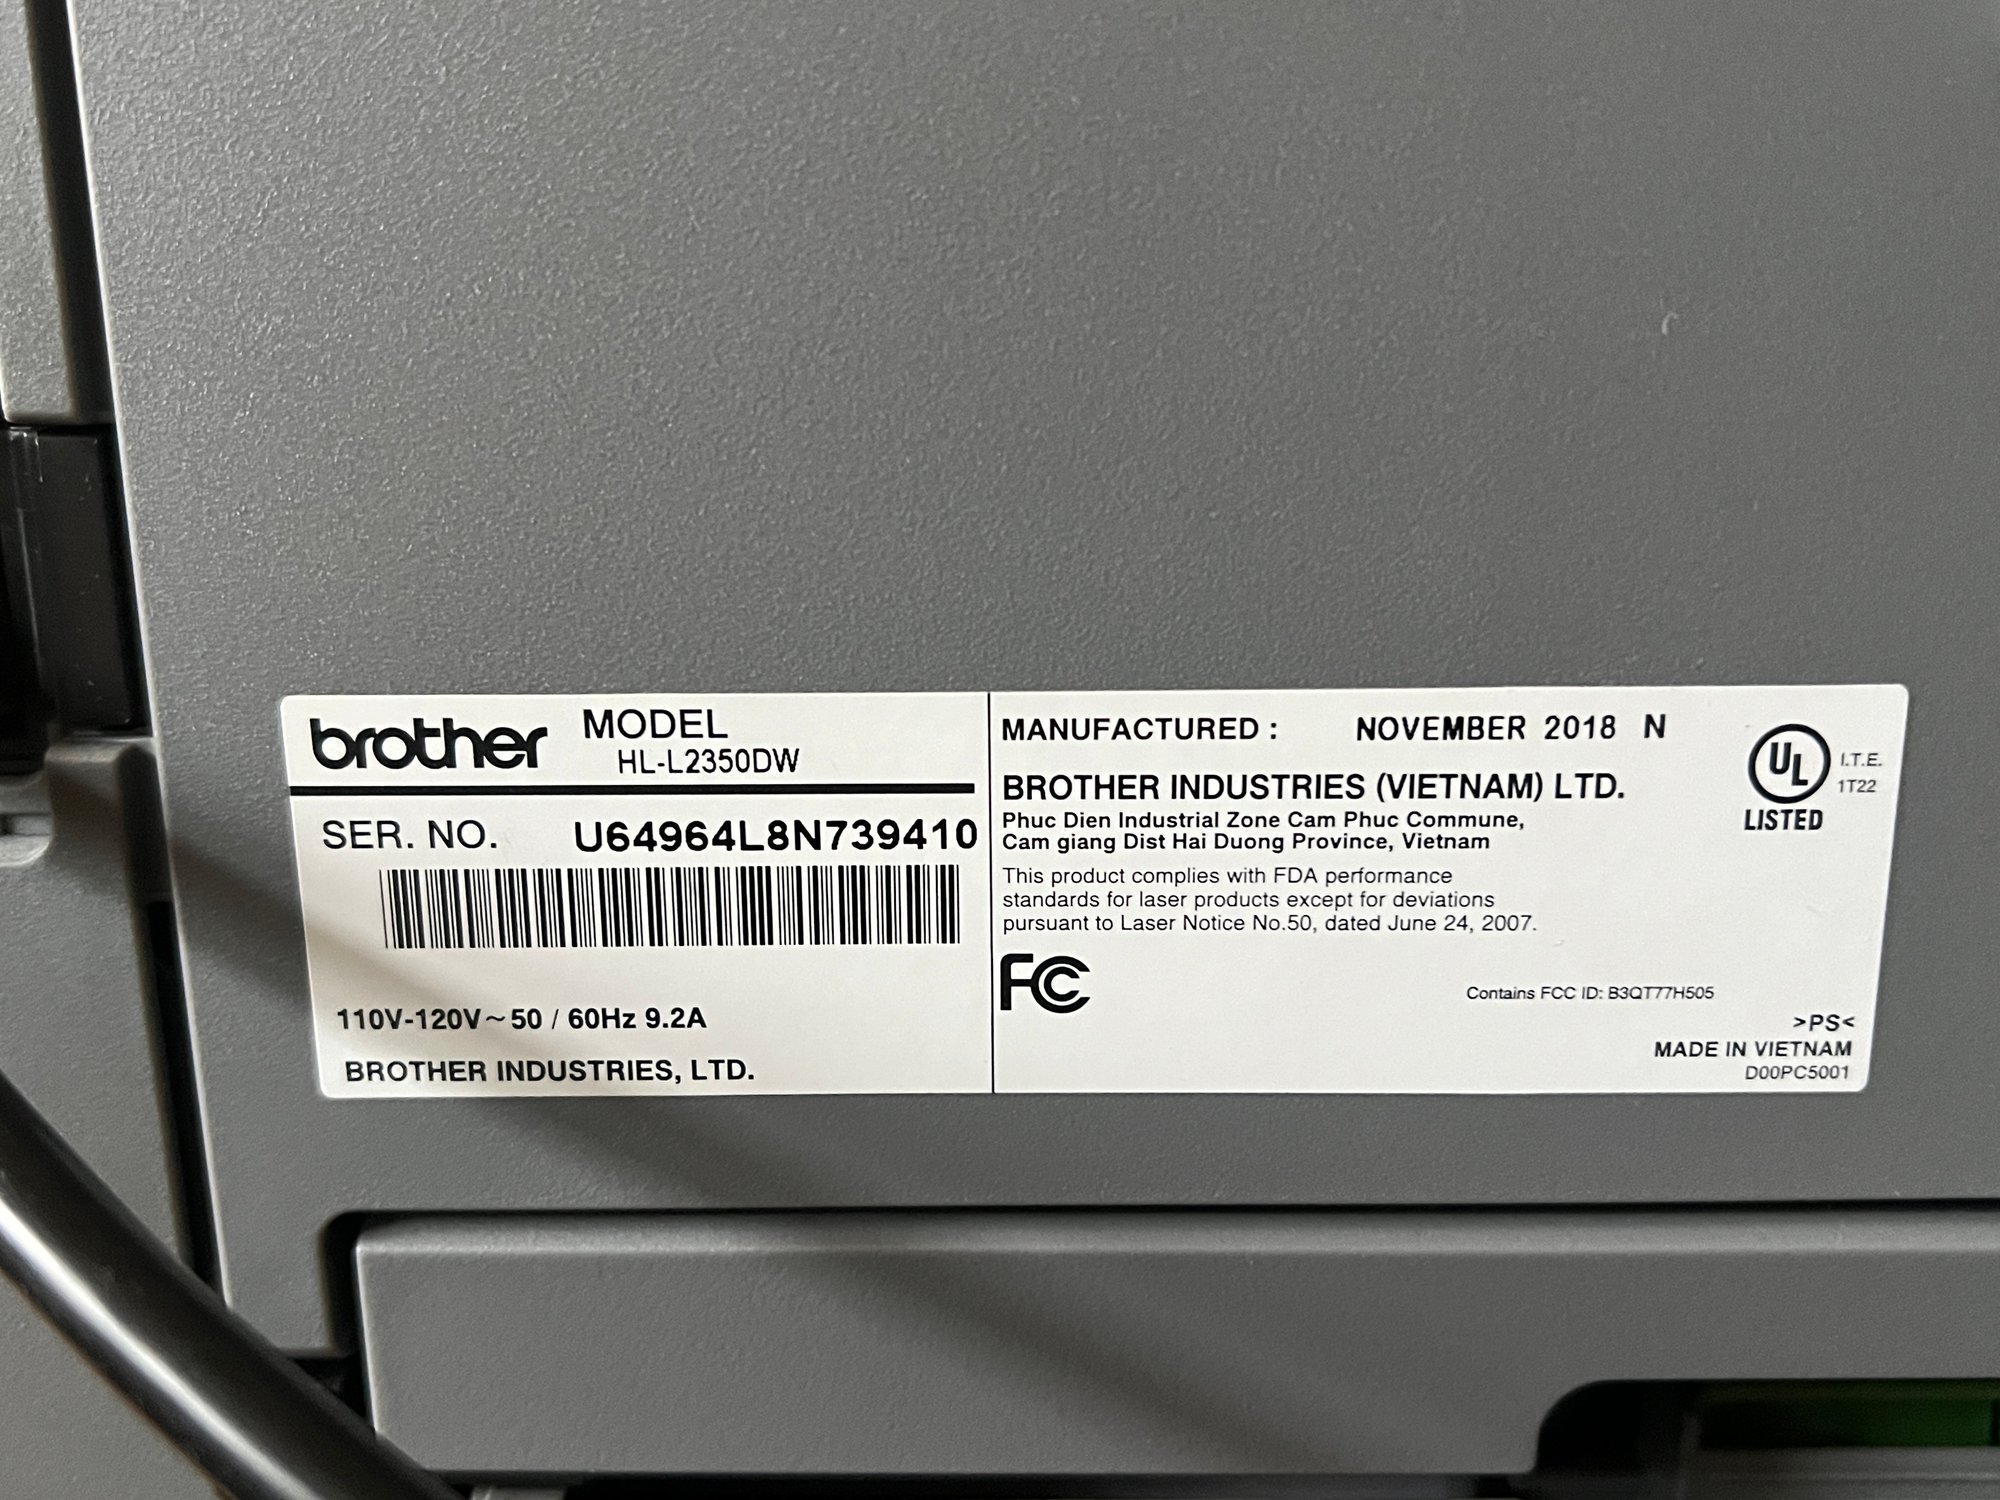 brother MODEL
HL-L2350DW
SER. NO. U64964L8N739410
110V-120V~50 / 60Hz 9.2A
BROTHER INDUSTRIES, LTD.
MANUFACTURED : NOVEMBER 2018 N
BROTHER INDUSTRIES (VIETNAM) LTD.
Phuc Dien Industrial Zone Cam Phuc Commune,
Cam giang Dist Hai Duong Province, Vietnam
This product complies with FDA performance
standards for laser products except for deviations
pursuant to Laser Notice No.50, dated June 24, 2007.
FC
Contains FCC ID: B3QT77H505
>PS<
MADE IN VIETNAM
D00PC5001
UL
LISTED
I.T.E.
1T22